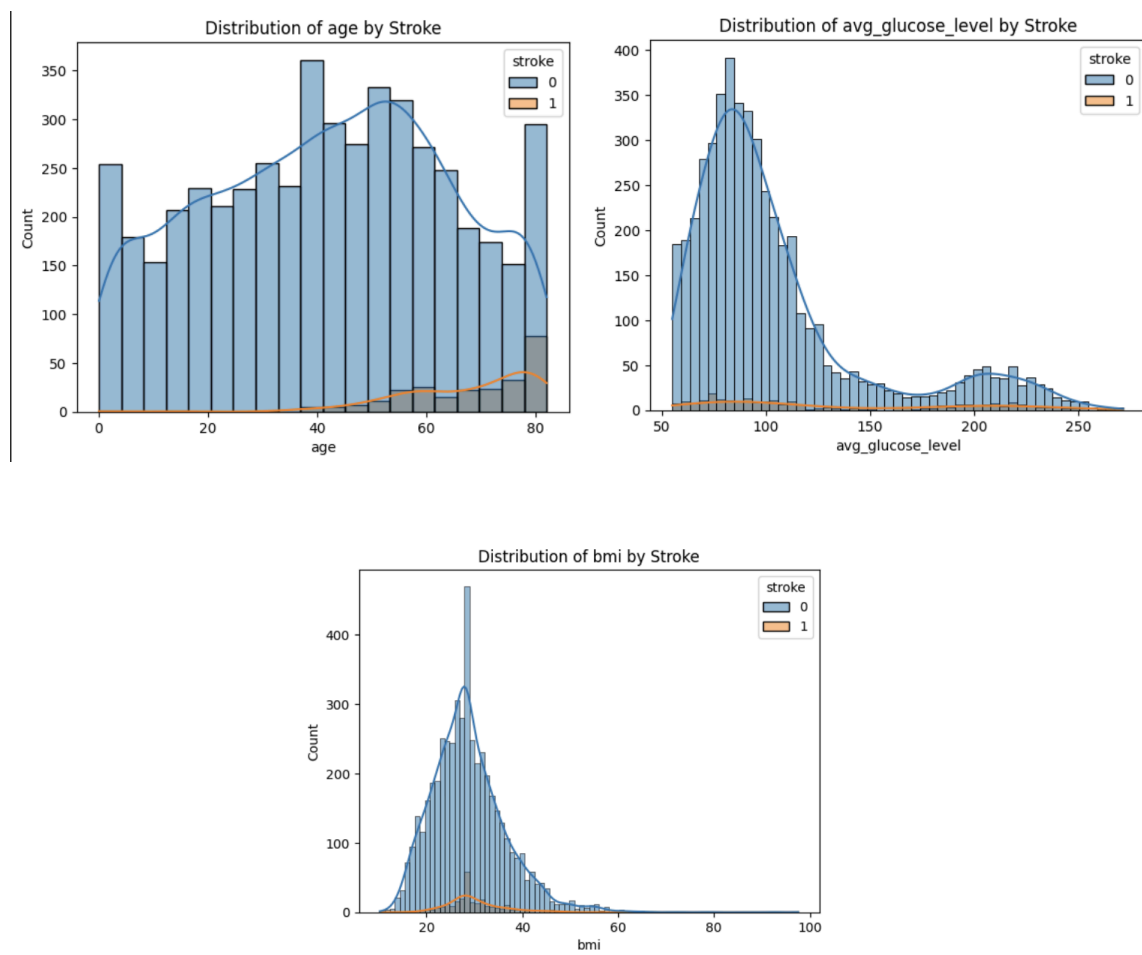 Distribution of age by Stroke
stroke
0
1
350
300
250
200
150
100
50
0
Count
0 20 40 60 80
age
Distribution of avg_glucose_level by Stroke
stroke
0
1
400
350
300
250
200
150
100
50
0
Count
50 100 150 200 250
avg_glucose_level
Distribution of bmi by Stroke
stroke
0
1
400
300
200
100
0
Count
20 40 60 80 100
bmi